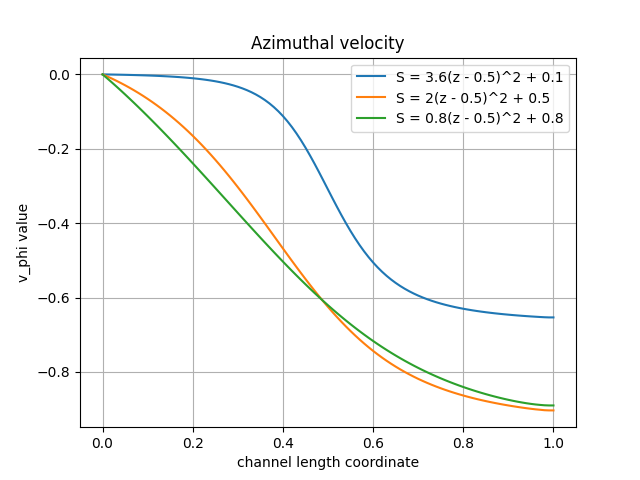 Azimuthal velocity
S = 3.6(z - 0.5)^2 + 0.1
S = 2(z - 0.5)^2 + 0.5
S = 0.8(z - 0.5)^2 + 0.8
v_phi value
0.0
−0.2
−0.4
−0.6
−0.8
0.0 0.2 0.4 0.6 0.8 1.0
channel length coordinate